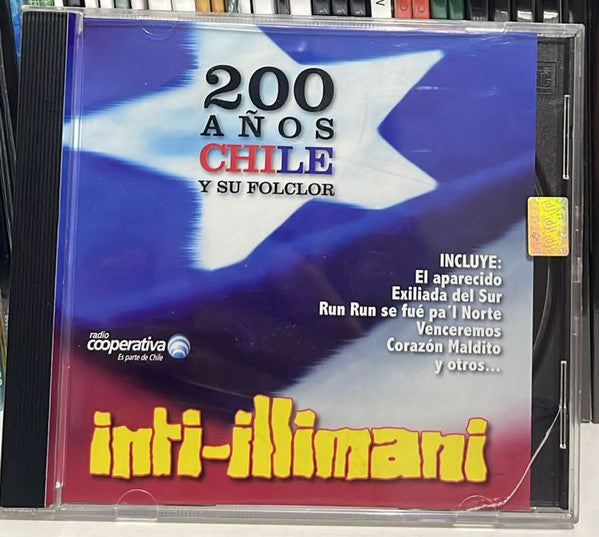 200
AÑOS
CHILE
Y SU FOLCLOR
INCLUYE:
El aparecido
Exiliada del Sur
Run Run se fué pa´l Norte
Venceremos
Corazón Maldito
y otros...
radio
cooperativa
Es parte de Chile
inti-illimani